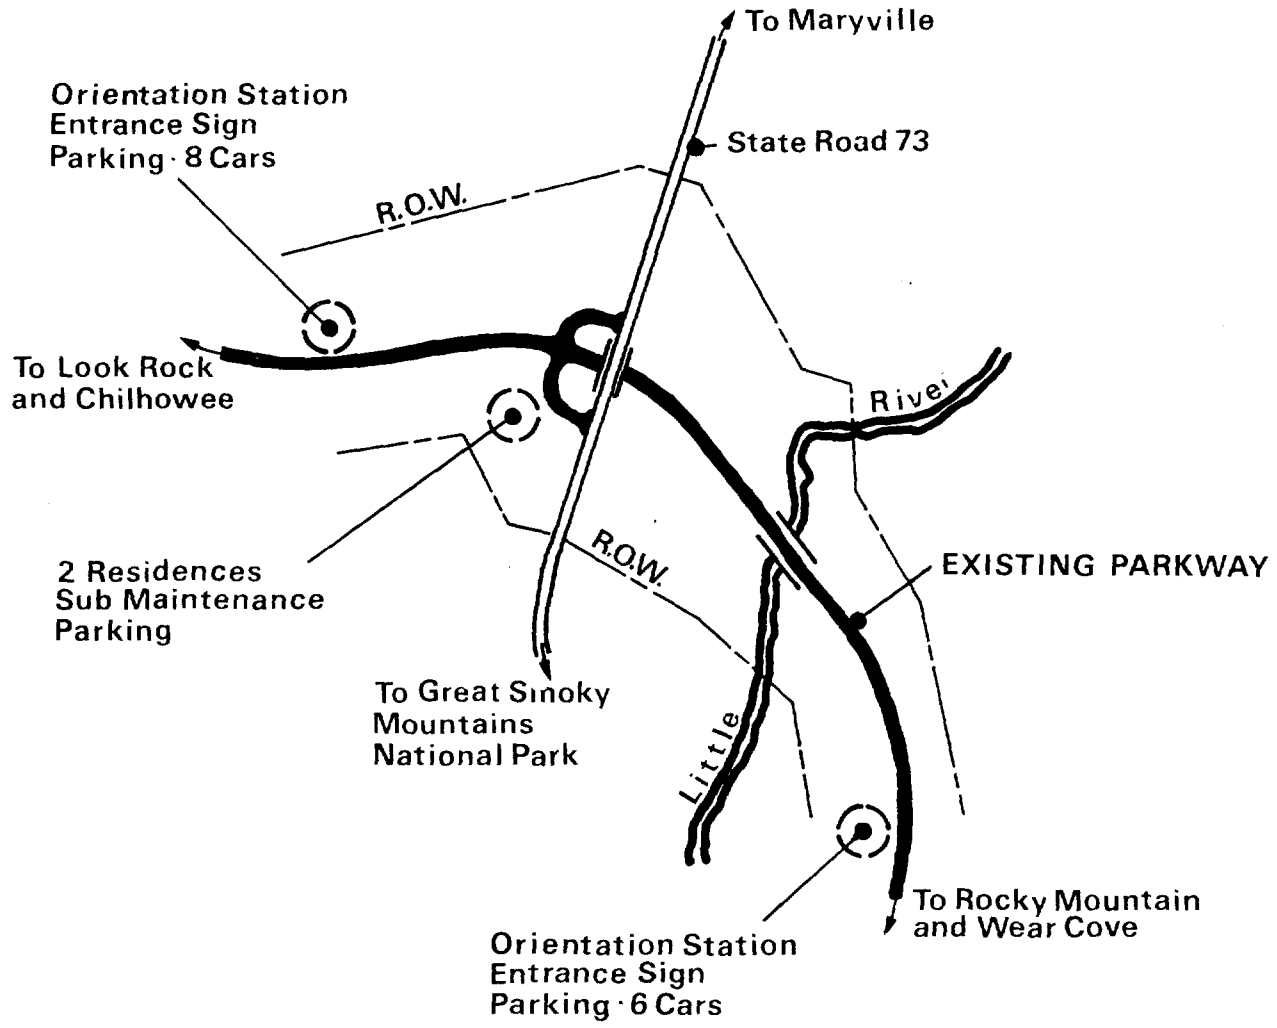 To Maryville
Orientation Station
Entrance Sign
Parking · 8 Cars
State Road 73
R.O.W.
To Look Rock
and Chilhowee
River
EXISTING PARKWAY
R.O.W.
2 Residences
Sub Maintenance
Parking
To Great Smoky
Mountains
National Park
Little
To Rocky Mountain
and Wear Cove
Orientation Station
Entrance Sign
Parking · 6 Cars